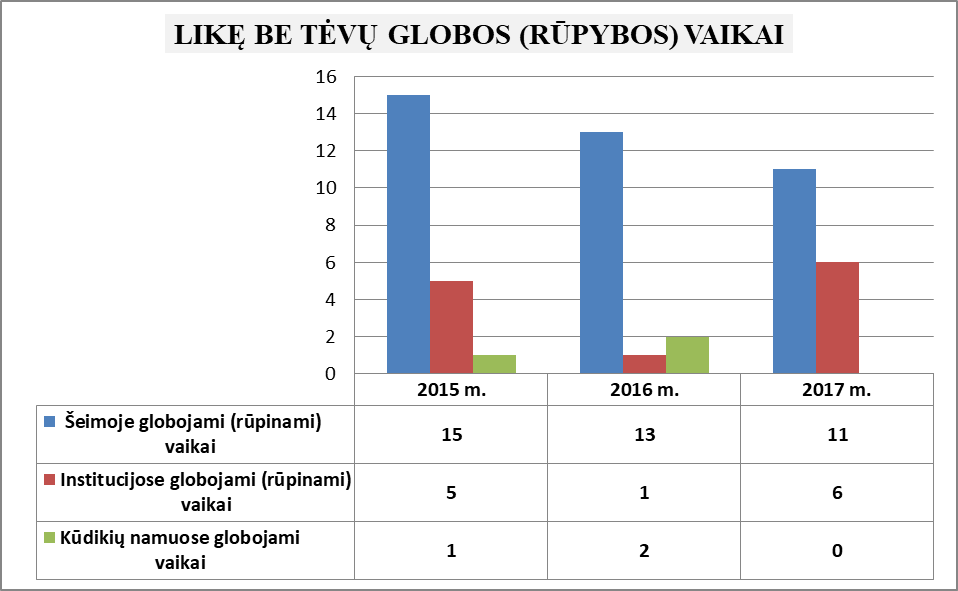 LIKĘ BE TĖVŲ GLOBOS (RŪPYBOS) VAIKAI
16
14
12
10
8
6
4
2
0
2015 m. 2016 m. 2017 m.
Šeimoje globojami (rūpinami)
vaikai
15 13 11
Institucijose globojami (rūpinami)
vaikai
5 1 6
Kūdikių namuose globojami
vaikai
1 2 0